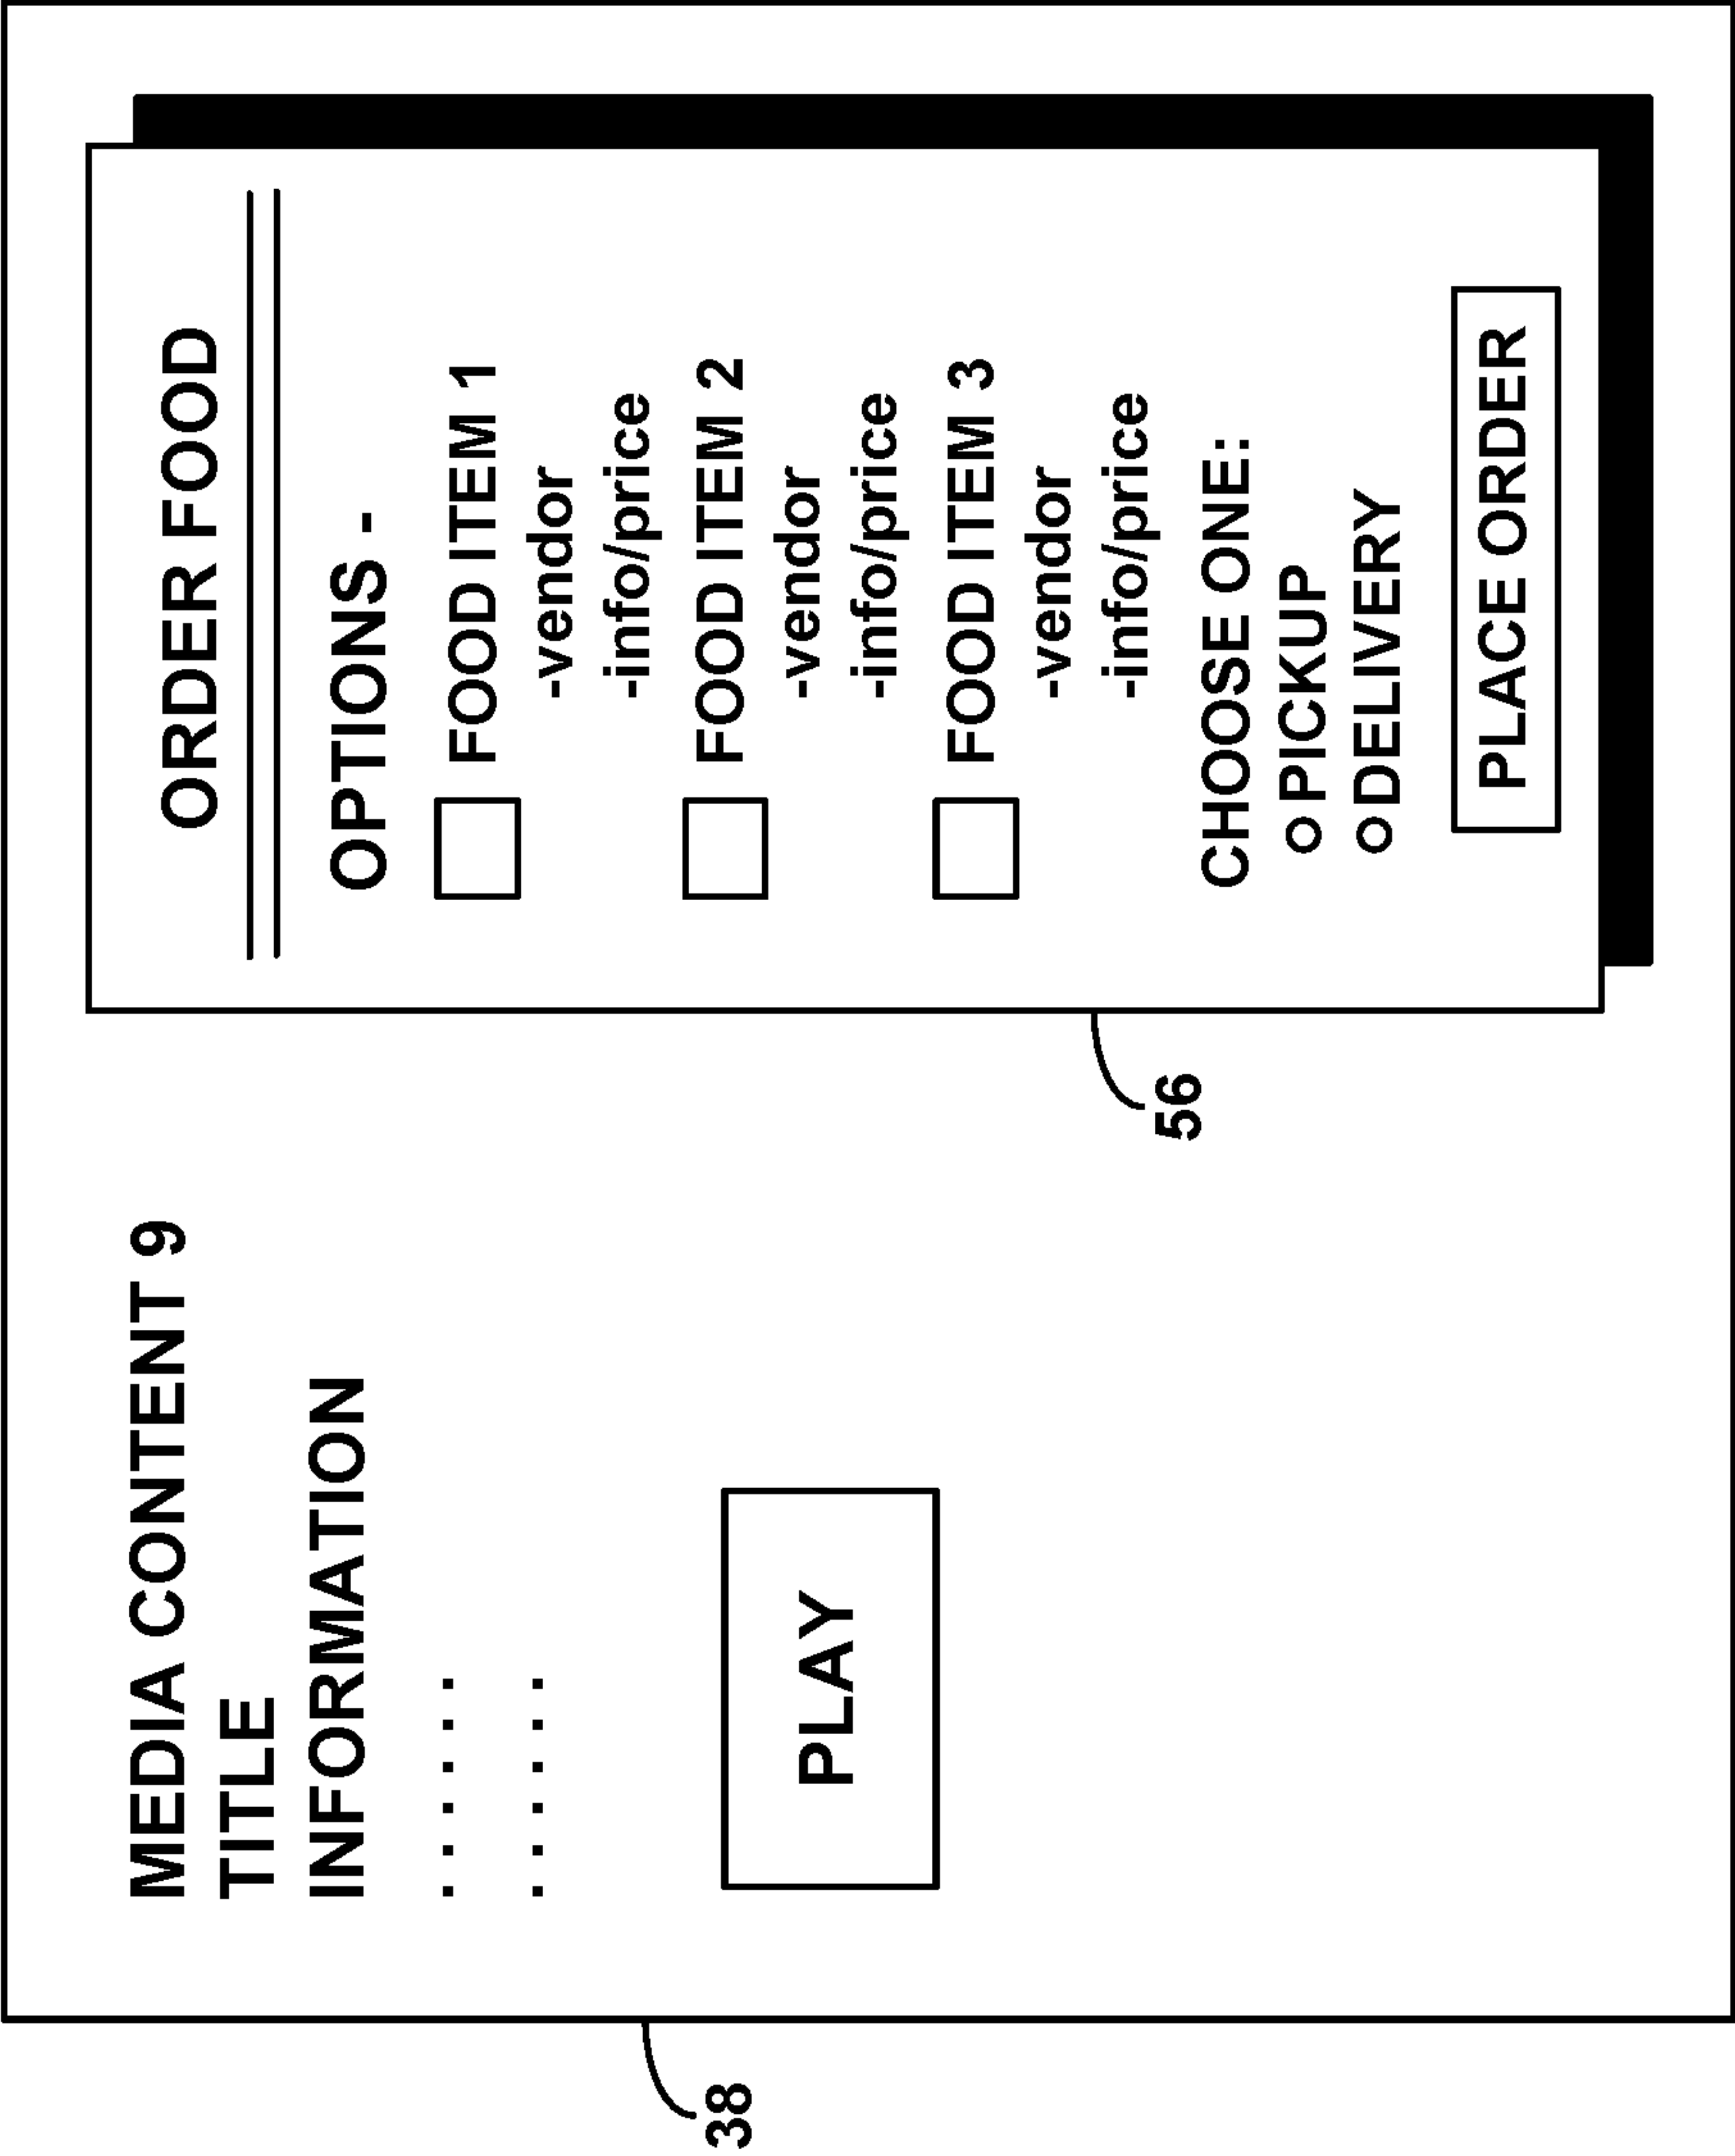 MEDIA CONTENT 9
TITLE
INFORMATION
. . . . . .
. . . . . .
PLAY
38
ORDER FOOD
OPTIONS -
FOOD ITEM 1
-vendor
-info/price
FOOD ITEM 2
-vendor
-info/price
FOOD ITEM 3
-vendor
-info/price
CHOOSE ONE:
PICKUP
DELIVERY
PLACE ORDER
56